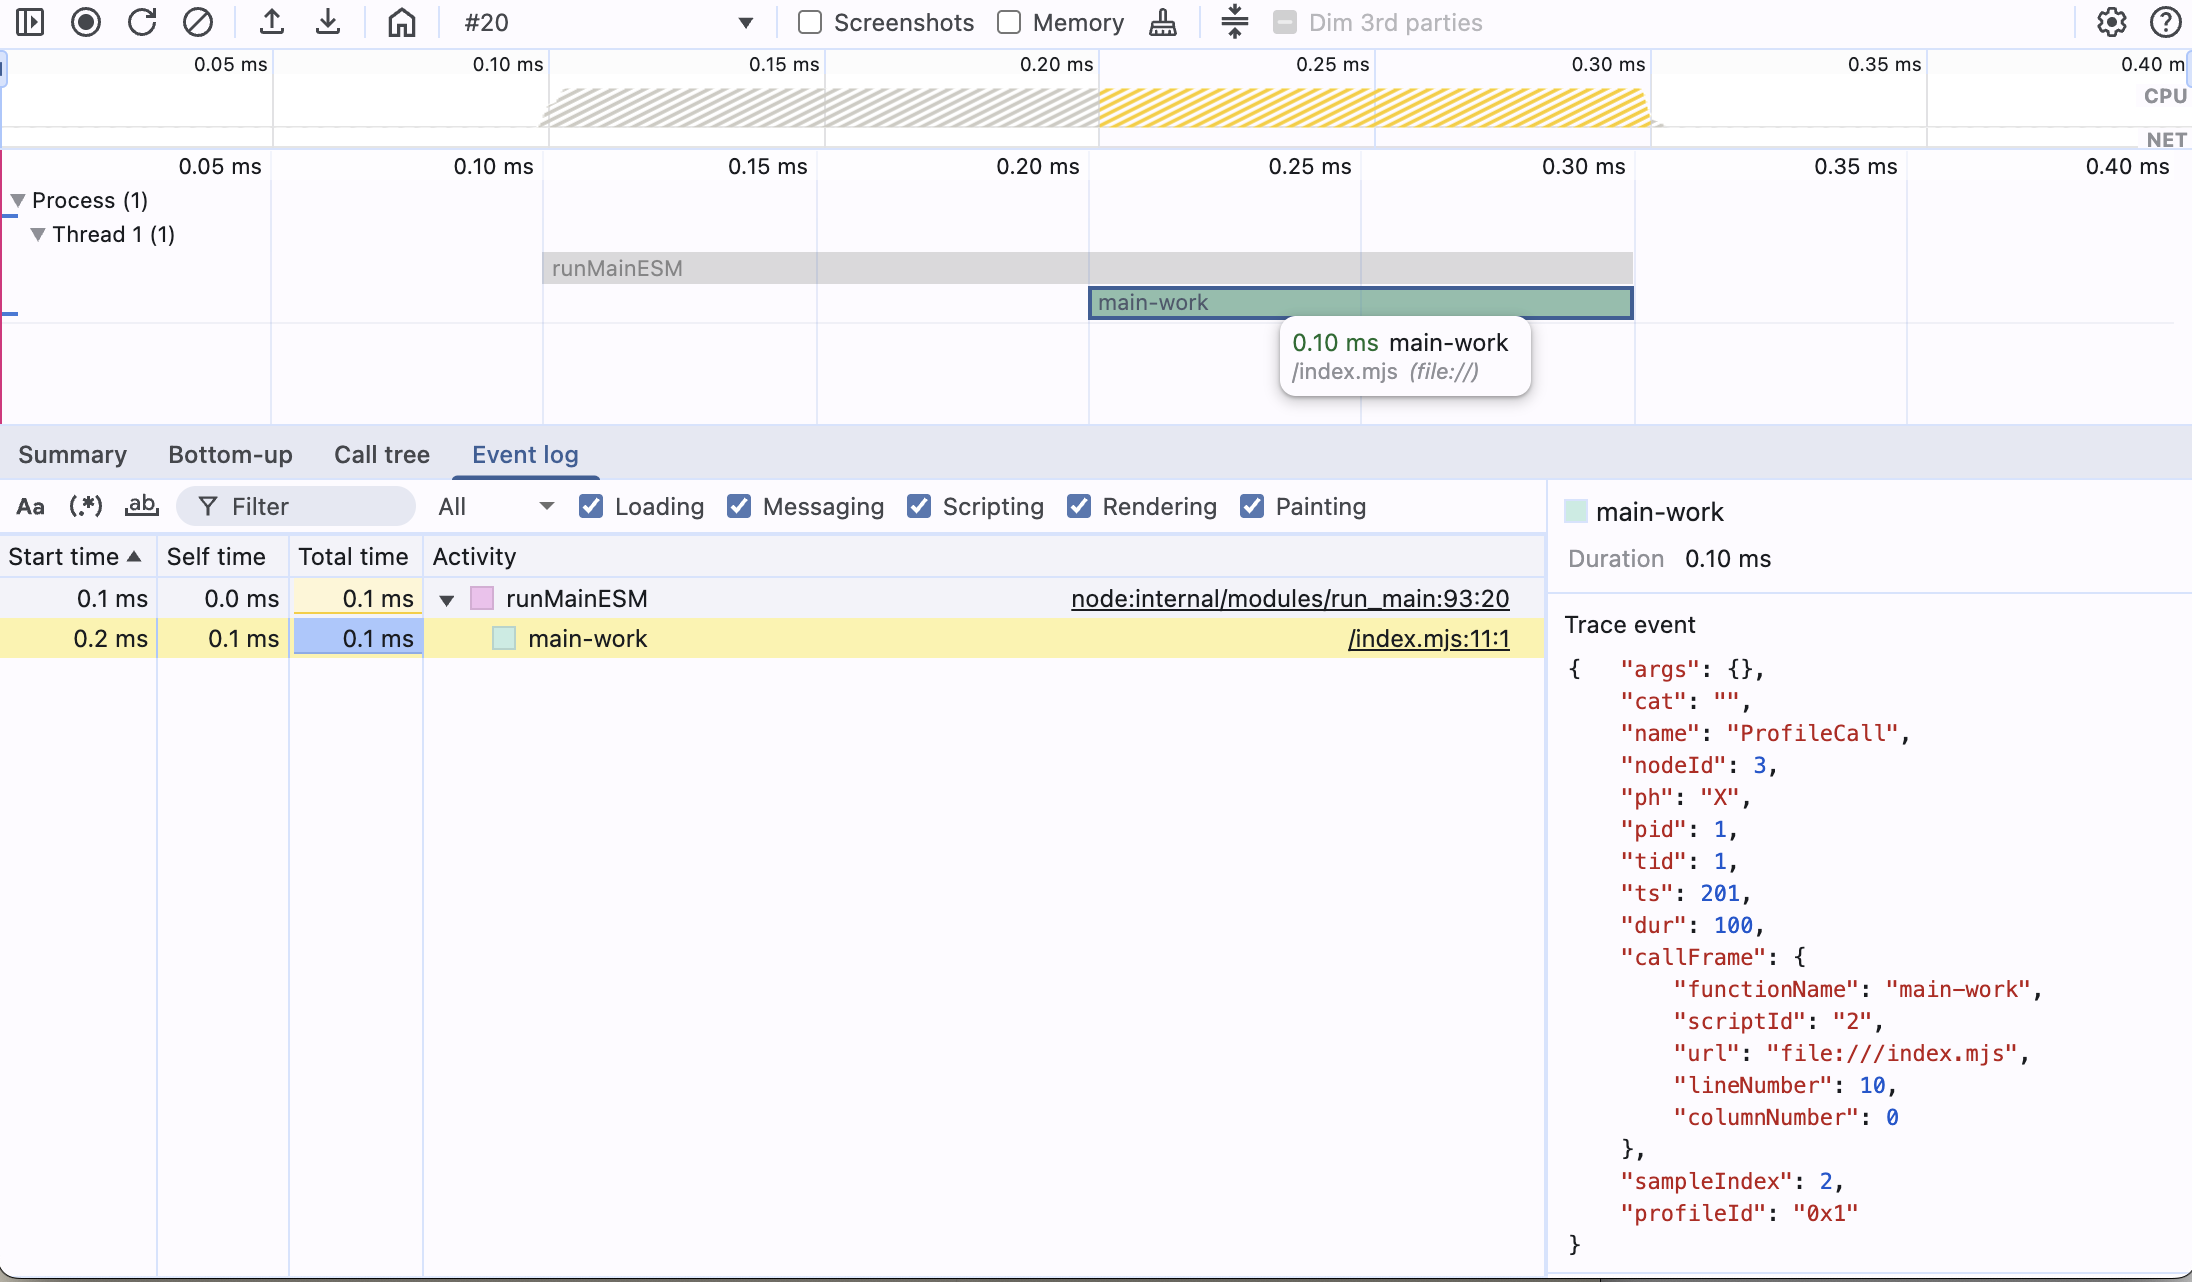 #20 Screenshots Memory Dim 3rd parties
0.05 ms 0.10 ms 0.15 ms 0.20 ms 0.25 ms 0.30 ms 0.35 ms 0.40 m
CPU
NET
0.05 ms 0.10 ms 0.15 ms 0.20 ms 0.25 ms 0.30 ms 0.35 ms 0.40 ms
Process (1)
Thread 1 (1)
runMainESM
main-work
0.10 ms main-work
/index.mjs (file://)
Summary Bottom-up Call tree Event log
Aa (.*) ab Filter All Loading Messaging Scripting Rendering Painting
Start time Self time Total time Activity
0.1 ms 0.0 ms 0.1 ms runMainESM node:internal/modules/run_main:93:20
0.2 ms 0.1 ms 0.1 ms main-work /index.mjs:11:1
main-work
Duration 0.10 ms
Trace event
{ "args": {},
"cat": "",
"name": "ProfileCall",
"nodeId": 3,
"ph": "X",
"pid": 1,
"tid": 1,
"ts": 201,
"dur": 100,
"callFrame": {
"functionName": "main-work",
"scriptId": "2",
"url": "file:///index.mjs",
"lineNumber": 10,
"columnNumber": 0
},
"sampleIndex": 2,
"profileId": "0x1"
}